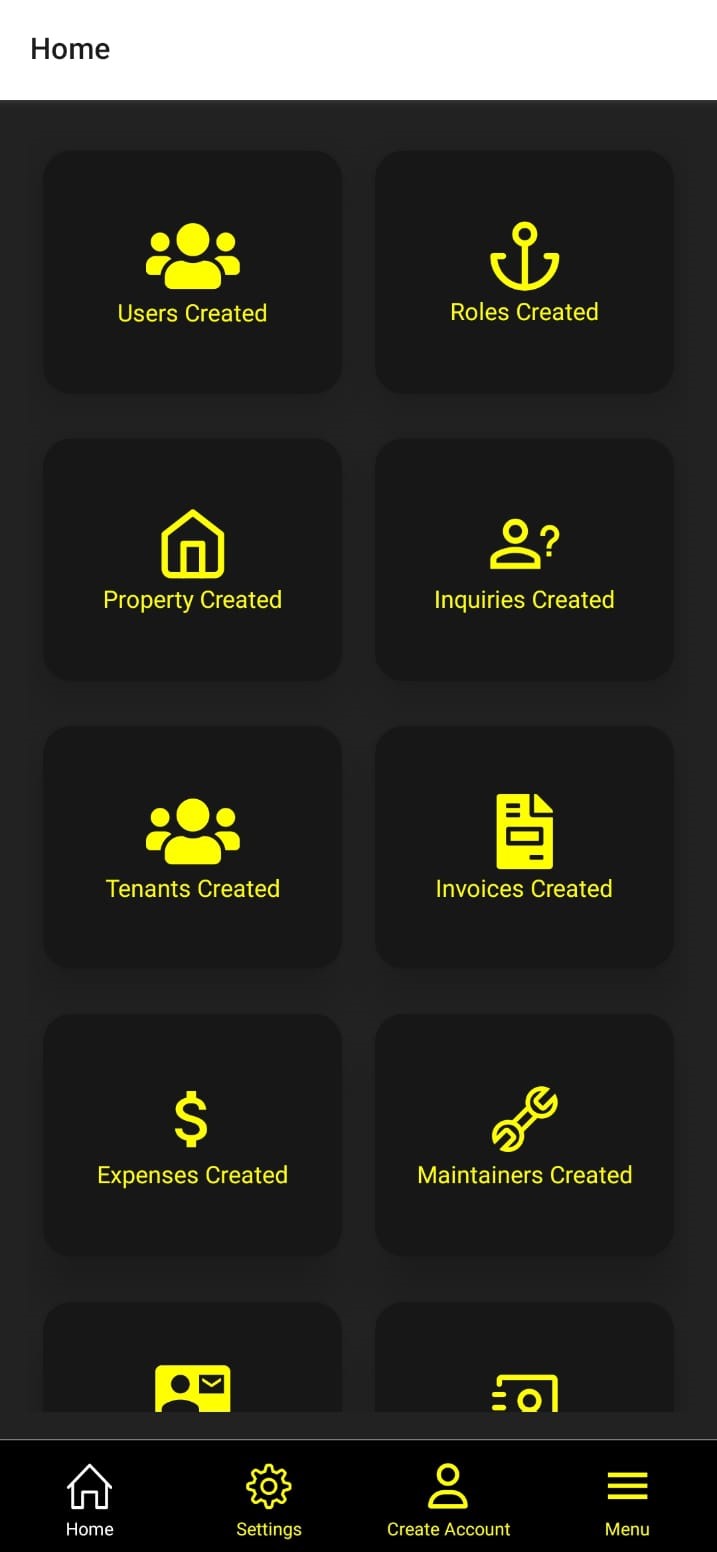 Home
Users Created
Roles Created
Property Created
Inquiries Created
Tenants Created
Invoices Created
Expenses Created
Maintainers Created
Home
Settings
Create Account
Menu